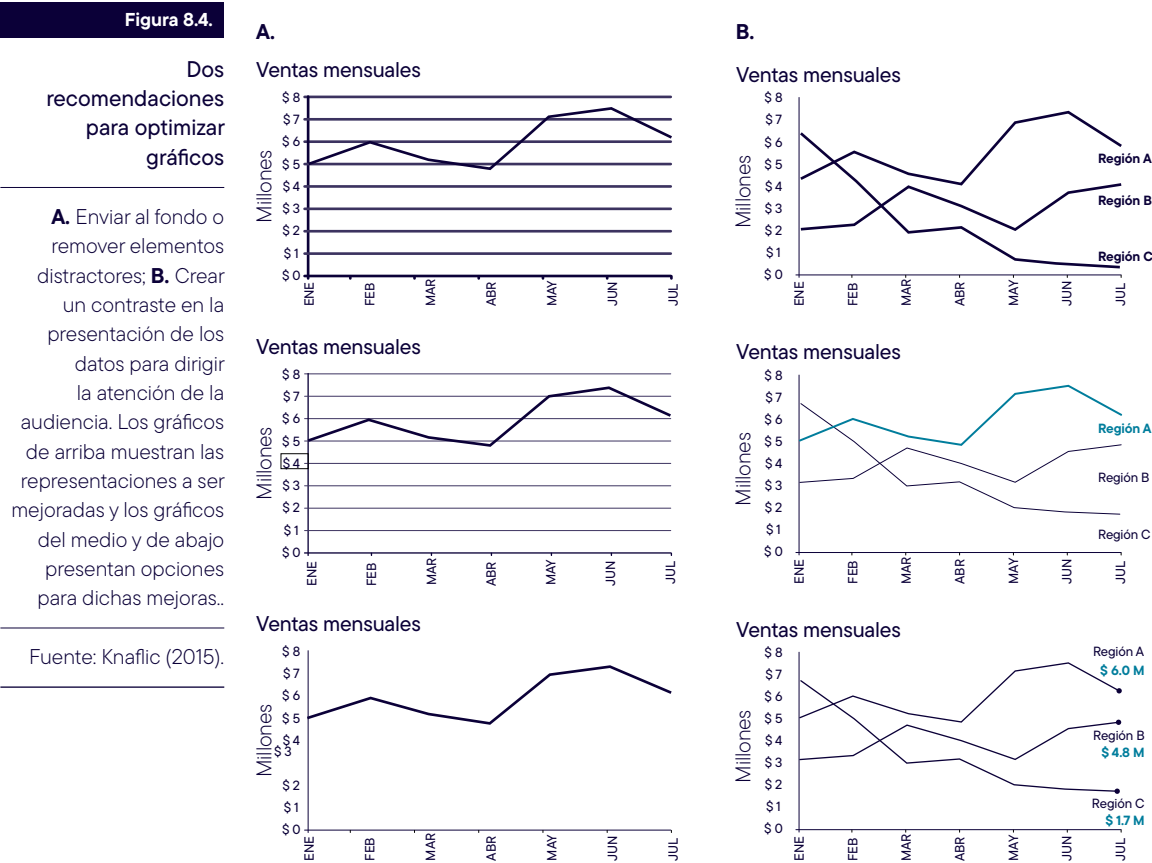 Figura 8.4.
Dos
recomendaciones
para optimizar
gráficos
A. Enviar al fondo o
remover elementos
distractores; B. Crear
un contraste en la
presentación de los
datos para dirigir
la atención de la
audiencia. Los gráficos
de arriba muestran las
representaciones a ser
mejoradas y los gráficos
del medio y de abajo
presentan opciones
para dichas mejoras..
Fuente: Knaflic (2015).
A.
Ventas mensuales
Millones
$ 8
$ 7
$ 6
$ 5
$ 4
$ 3
$ 2
$ 1
$ 0
ENE
FEB
MAR
ABR
MAY
JUN
JUL
Ventas mensuales
Millones
$ 8
$ 7
$ 6
$ 5
$ 4
$ 3
$ 2
$ 1
$ 0
ENE
FEB
MAR
ABR
MAY
JUN
JUL
Ventas mensuales
Millones
$ 8
$ 7
$ 6
$ 5
$ 4
$ 3
$ 2
$ 1
$ 0
ENE
FEB
MAR
ABR
MAY
JUN
JUL
B.
Ventas mensuales
Millones
$ 8
$ 7
$ 6
$ 5
$ 4
$ 3
$ 2
$ 1
$ 0
ENE
FEB
MAR
ABR
MAY
JUN
JUL
Región A
Región B
Región C
Ventas mensuales
Millones
$ 8
$ 7
$ 6
$ 5
$ 4
$ 3
$ 2
$ 1
$ 0
ENE
FEB
MAR
ABR
MAY
JUN
JUL
Región A
Región B
Región C
Ventas mensuales
Millones
$ 8
$ 7
$ 6
$ 5
$ 4
$ 3
$ 2
$ 1
$ 0
ENE
FEB
MAR
ABR
MAY
JUN
JUL
Región A
$ 6.0 M
Región B
$ 4.8 M
Región C
$ 1.7 M